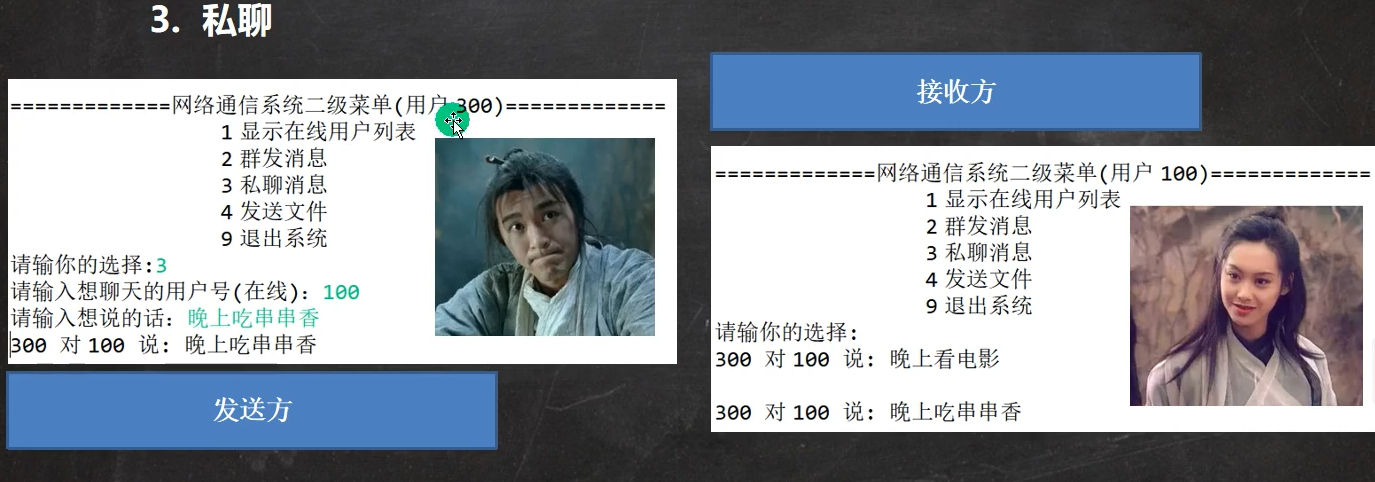 3. 私聊
=============网络通信系统二级菜单(用户 300)=============
1 显示在线用户列表
2 群发消息
3 私聊消息
4 发送文件
9 退出系统
请输你的选择:3
请输入想聊天的用户号(在线)：100
请输入想说的话：晚上吃串串香
300 对 100 说: 晚上吃串串香
发送方
接收方
=============网络通信系统二级菜单(用户 100)=============
1 显示在线用户列表
2 群发消息
3 私聊消息
4 发送文件
9 退出系统
请输你的选择:
300 对 100 说: 晚上看电影
300 对 100 说: 晚上吃串串香